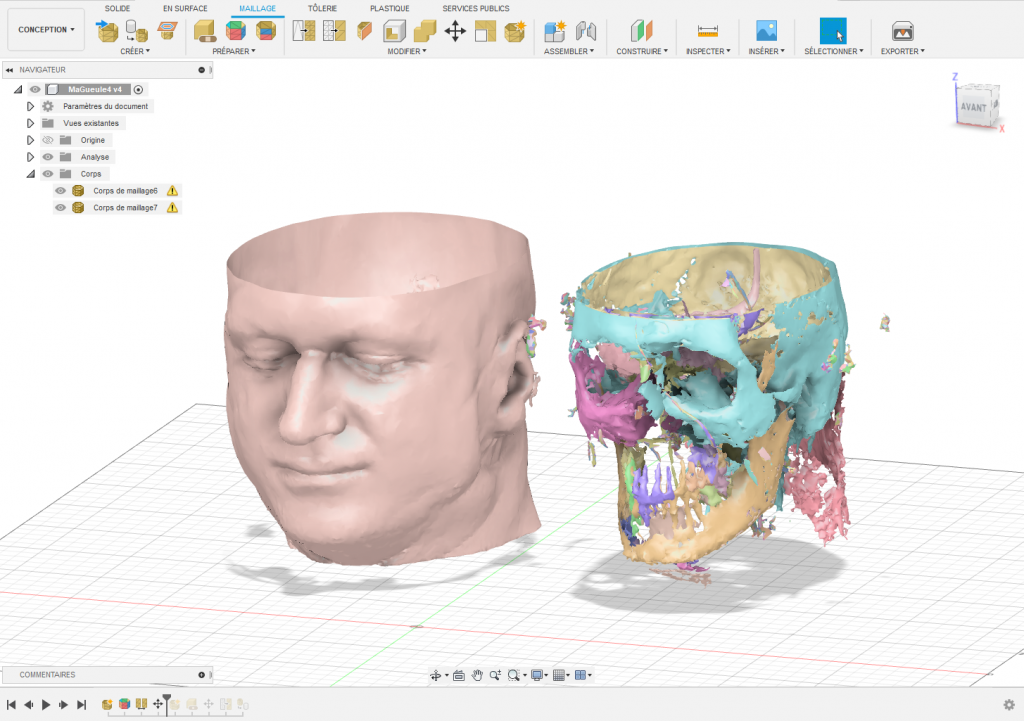 SOLIDE EN SURFACE MAILLAGE TÔLERIE PLASTIQUE SERVICES PUBLICS
CONCEPTION
CRÉER PRÉPARER MODIFIER ASSEMBLER CONSTRUIRE INSPECTER INSÉRER SÉLECTIONNER EXPORTER
NAVIGATEUR
MaGueule4 v4
Paramètres du document
Vues existantes
Origine
Analyse
Corps
Corps de maillage6
Corps de maillage7
Z
AVANT
X
COMMENTAIRES